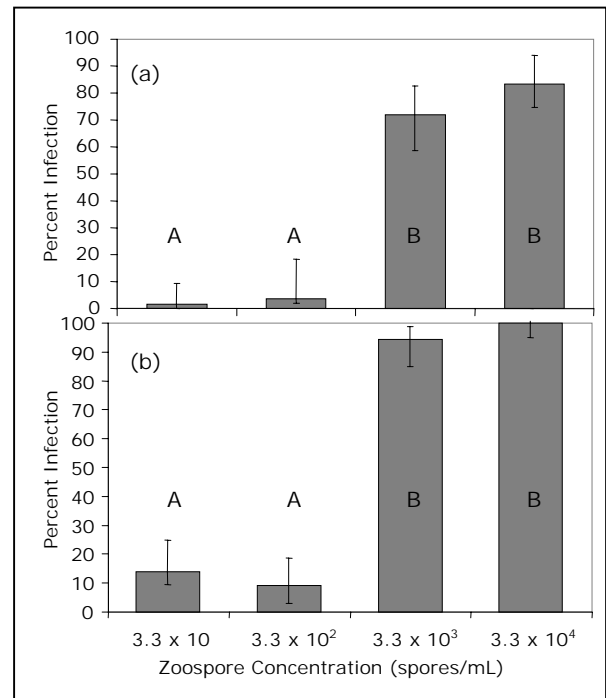 100
90
80
70
60
50
40
30
20
10
0
Percent Infection
(a)
A A B B
100
90
80
70
60
50
40
30
20
10
0
Percent Infection
(b)
A A B B
3.3 x 10 3.3 x 10² 3.3 x 10³ 3.3 x 10⁴
Zoospore Concentration (spores/mL)